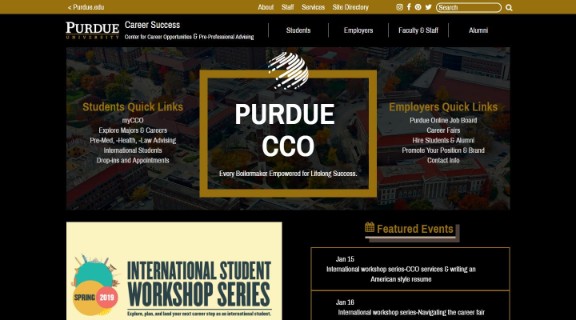 < Purdue.edu
About Staff Services Site Directory
Search
PURDUE
UNIVERSITY
Career Success
Center for Career Opportunities & Pre-Professional Advising
Students Employers Faculty & Staff Alumni
Students Quick Links
myCCO
Explore Majors & Careers
Pre-Med, -Health, -Law Advising
International Students
Drop-ins and Appointments
PURDUE
CCO
Every Boilermaker Empowered for Lifelong Success.
Employers Quick Links
Purdue Online Job Board
Career Fairs
Hire Students & Alumni
Promote Your Position & Brand
Contact Info
SPRING 2019
INTERNATIONAL STUDENT
WORKSHOP SERIES
Explore, plan, and land your next career step as an international student.
Featured Events
Jan 15
International workshop series-CCO services & writing an
American style resume
Jan 16
International workshop series-Navigating the career fair